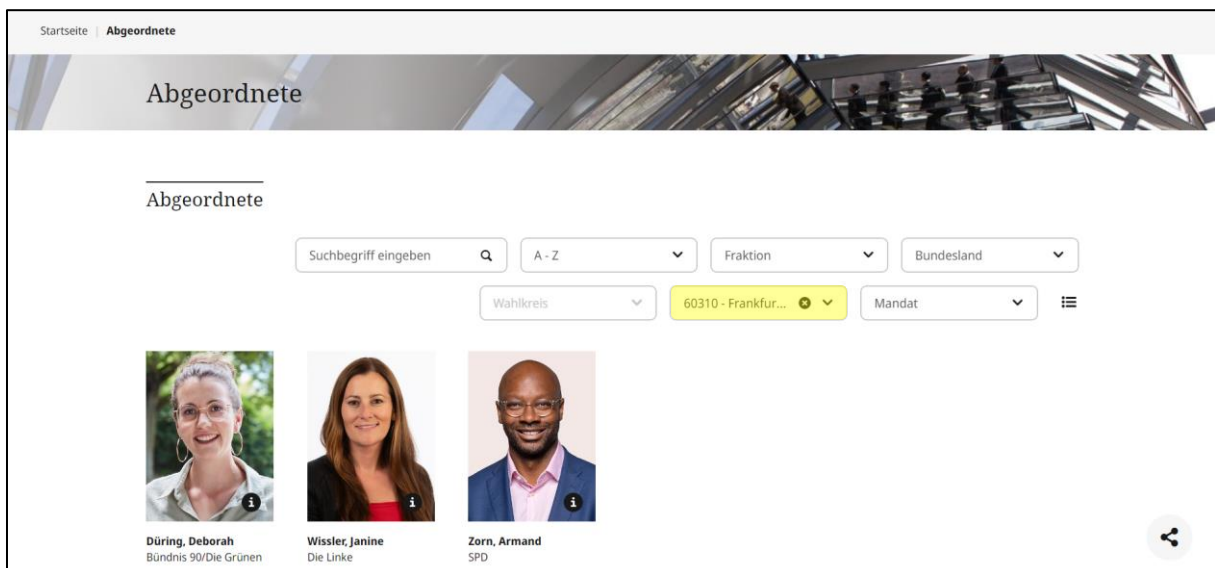 Startseite | Abgeordnete
Abgeordnete
Abgeordnete
Suchbegriff eingeben
A - Z
Fraktion
Bundesland
Wahlkreis
60310 - Frankfur...
Mandat
Düring, Deborah
Bündnis 90/Die Grünen
Wissler, Janine
Die Linke
Zorn, Armand
SPD